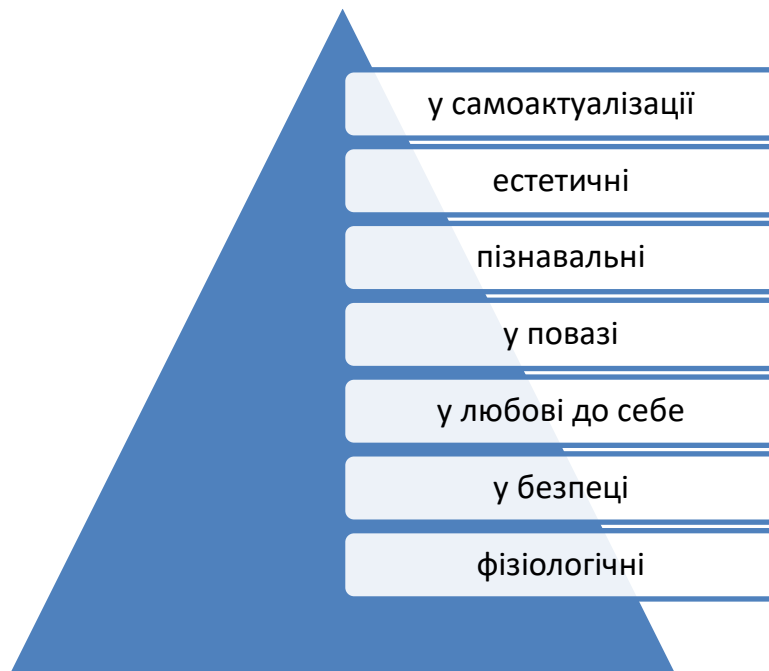 у самоактуалізації
естетичні
пізнавальні
у повазі
у любові до себе
у безпеці
фізіологічні